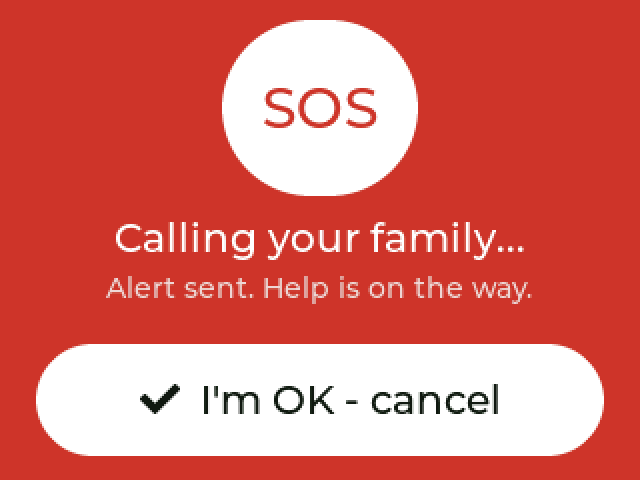 SOS
Calling your family...
Alert sent. Help is on the way.
✔ I'm OK - cancel